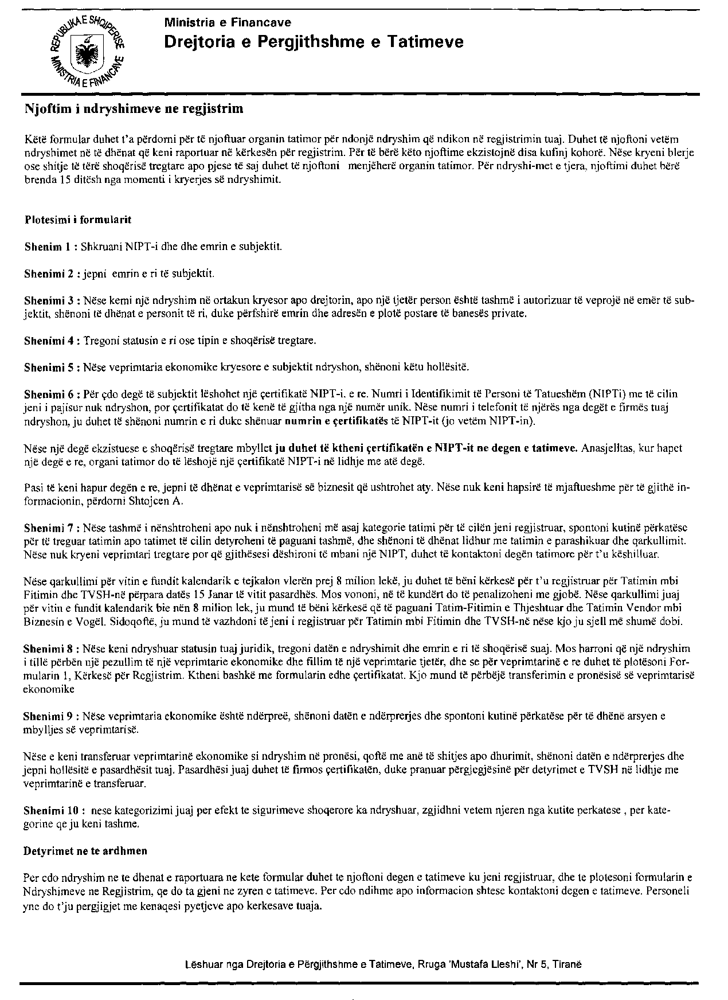 REPUBLIKA E SHQIPERISE
MINISTRIA E FINANCAVE
Ministria e Financave
Drejtoria e Pergjithshme e Tatimeve
Njoftim i ndryshimeve ne regjistrim
Këtë formular duhet t'a përdorni për të njoftuar organin tatimor për ndonjë ndryshim që ndikon në regjistrimin tuaj. Duhet të njoftoni vetëm
ndryshimet në të dhënat që keni raportuar në kërkesën për regjistrim. Për të bërë këto njoftime ekzistojnë disa kufinj kohorë. Nëse kryeni blerje
ose shitje të tërë shoqërisë tregtare apo pjese të saj duhet të njoftoni menjëherë organin tatimor. Për ndryshi-met e tjera, njoftimi duhet bërë
brenda 15 ditësh nga momenti i kryerjes së ndryshimit.
Plotesimi i formularit
Shenim 1 : Shkruani NIPT-i dhe dhe emrin e subjektit.
Shenimi 2 : jepni emrin e ri të subjektit.
Shenimi 3 : Nëse kemi një ndryshim në ortakun kryesor apo drejtorin, apo një tjetër person është tashmë i autorizuar të veprojë në emër të sub-
jektit, shënoni të dhënat e personit të ri, duke përfshirë emrin dhe adresën e plotë postare të banesës private.
Shenimi 4 : Tregoni statusin e ri ose tipin e shoqërisë tregtare.
Shenimi 5 : Nëse veprimtaria ekonomike kryesore e subjektit ndryshon, shënoni këtu hollësitë.
Shenimi 6 : Për çdo degë të subjektit lëshohet një çertifikatë NIPT-i. e re. Numri i Identifikimit të Personi të Tatueshëm (NIPTi) me të cilin
jeni i pajisur nuk ndryshon, por çertifikatat do të kenë të gjitha nga një numër unik. Nëse numri i telefonit të njërës nga degët e firmës tuaj
ndryshon, ju duhet të shënoni numrin e ri duke shënuar numrin e çertifikatës të NIPT-it (jo vetëm NIPT-in).
Nëse një degë ekzistuese e shoqërisë tregtare mbyllet ju duhet të ktheni çertifikatën e NIPT-it ne degen e tatimeve. Anasjelltas, kur hapet
një degë e re, organi tatimor do të lëshojë një çertifikatë NIPT-i në lidhje me atë degë.
Pasi të keni hapur degën e re, jepni të dhënat e veprimtarisë së biznesit që ushtrohet aty. Nëse nuk keni hapsirë të mjaftueshme për të gjithë in-
formacionin, përdorni Shtojcen A.
Shenimi 7 : Nëse tashmë i nënshtroheni apo nuk i nënshtroheni më asaj kategorie tatimi për të cilën jeni regjistruar, spontoni kutinë përkatëse
për të treguar tatimin apo tatimet të cilin detyroheni të paguani tashmë, dhe shënoni të dhënat lidhur me tatimin e parashikuar dhe qarkullimit.
Nëse nuk kryeni veprimtari tregtare por që gjithësesi dëshironi të mbani një NIPT, duhet të kontaktoni degën tatimore për t'u këshilluar.
Nëse qarkullimi për vitin e fundit kalendarik e tejkalon vlerën prej 8 milion lekë, ju duhet të bëni kërkesë për t'u regjistruar për Tatimin mbi
Fitimin dhe TVSH-në përpara datës 15 Janar të vitit pasardhës. Mos vononi, në të kundërt do të penalizoheni me gjobë. Nëse qarkullimi juaj
për vitin e fundit kalendarik bie nën 8 milion lek, ju mund të bëni kërkesë që të paguani Tatim-Fitimin e Thjeshtuar dhe Tatimin Vendor mbi
Biznesin e Vogël. Sidoqoftë, ju mund të vazhdoni të jeni i regjistruar për Tatimin mbi Fitimin dhe TVSH-në nëse kjo ju sjell më shumë dobi.
Shenimi 8 : Nëse keni ndryshuar statusin tuaj juridik, tregoni datën e ndryshimit dhe emrin e ri të shoqërisë suaj. Mos harroni që një ndryshim
i tillë përbën një pezullim të një veprimtarie ekonomike dhe fillim të një veprimtarie tjetër, dhe se për veprimtarinë e re duhet të plotësoni For-
mularin 1, Kërkesë për Regjistrim. Ktheni bashkë me formularin edhe çertifikatat. Kjo mund të përbëjë transferimin e pronësisë së veprimtarisë
ekonomike
Shenimi 9 : Nëse veprimtaria ekonomike është ndërpreë, shënoni datën e ndërprerjes dhe spontoni kutinë përkatëse për të dhënë arsyen e
mbylljes së veprimtarisë.
Nëse e keni transferuar veprimtarinë ekonomike si ndryshim në pronësi, qoftë me anë të shitjes apo dhurimit, shënoni datën e ndërprerjes dhe
jepni hollësitë e pasardhësit tuaj. Pasardhësi juaj duhet të firmos çertifikatën, duke pranuar përgjegjësinë për detyrimet e TVSH në lidhje me
veprimtarinë e transferuar.
Shenimi 10 : nese kategorizimi juaj per efekt te sigurimeve shoqerore ka ndryshuar, zgjidhni vetem njeren nga kutite perkatese , per kate-
gorine qe ju keni tashme.
Detyrimet ne te ardhmen
Per cdo ndryshim ne te dhenat e raportuara ne kete formular duhet te njoftoni degen e tatimeve ku jeni regjistruar, dhe te plotesoni formularin e
Ndryshimeve ne Regjistrim, qe do ta gjeni ne zyren e tatimeve. Per cdo ndihme apo informacion shtese kontaktoni degen e tatimeve. Personeli
yne do t'ju pergjigjet me kenaqesi pyetjeve apo kerkesave tuaja.
Lëshuar nga Drejtoria e Përgjithshme e Tatimeve, Rruga 'Mustafa Lleshi', Nr 5, Tiranë